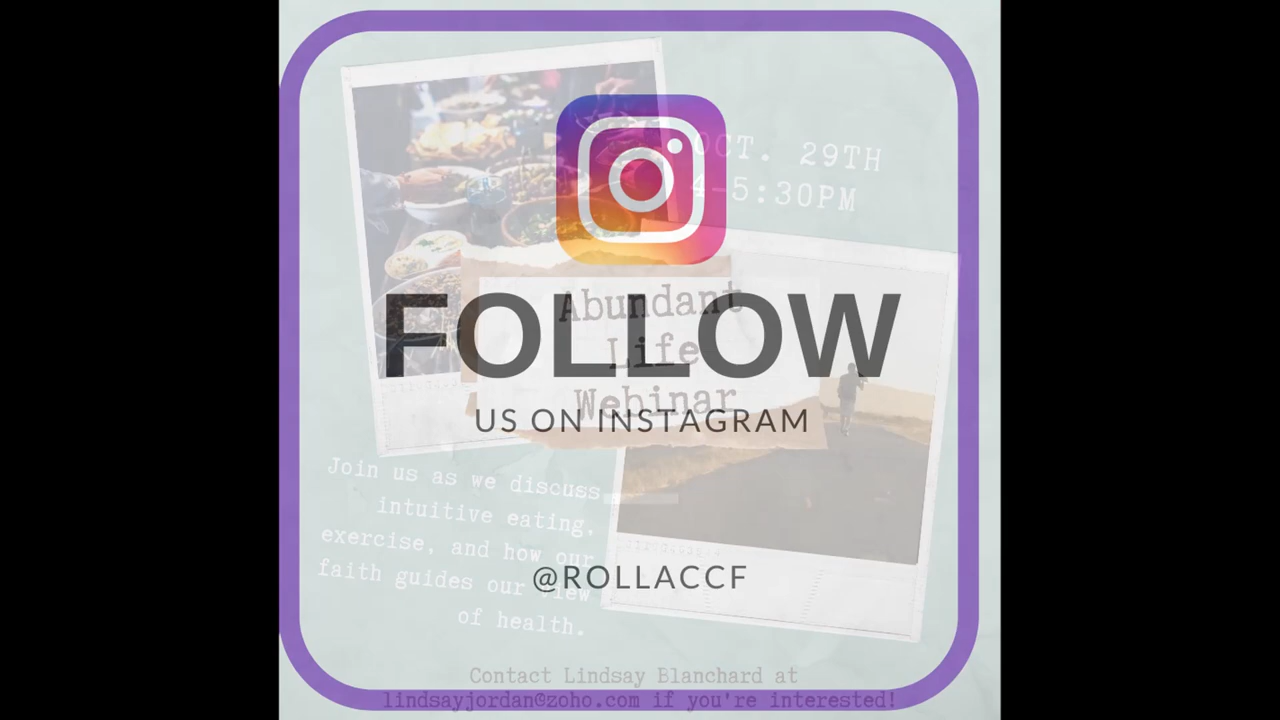 OCT. 29TH
4-5:30PM
Abundant
Life
Webinar
FOLLOW
US ON INSTAGRAM
Join us as we discuss
intuitive eating,
exercise, and how our
faith guides our view
of health.
@ROLLACCF
Contact Lindsay Blanchard at
lindsayjordan@zoho.com if you're interested!